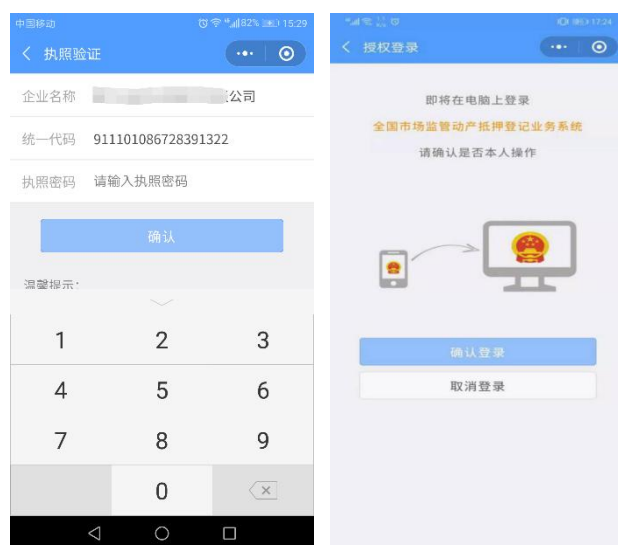 中国移动
82%
15:29
执照验证
企业名称
公司
统一代码 911101086728391322
执照密码 请输入执照密码
确认
温馨提示:
1 2 3
4 5 6
7 8 9
0
17:24
授权登录
即将在电脑上登录
全国市场监管动产抵押登记业务系统
请确认是否本人操作
确认登录
取消登录